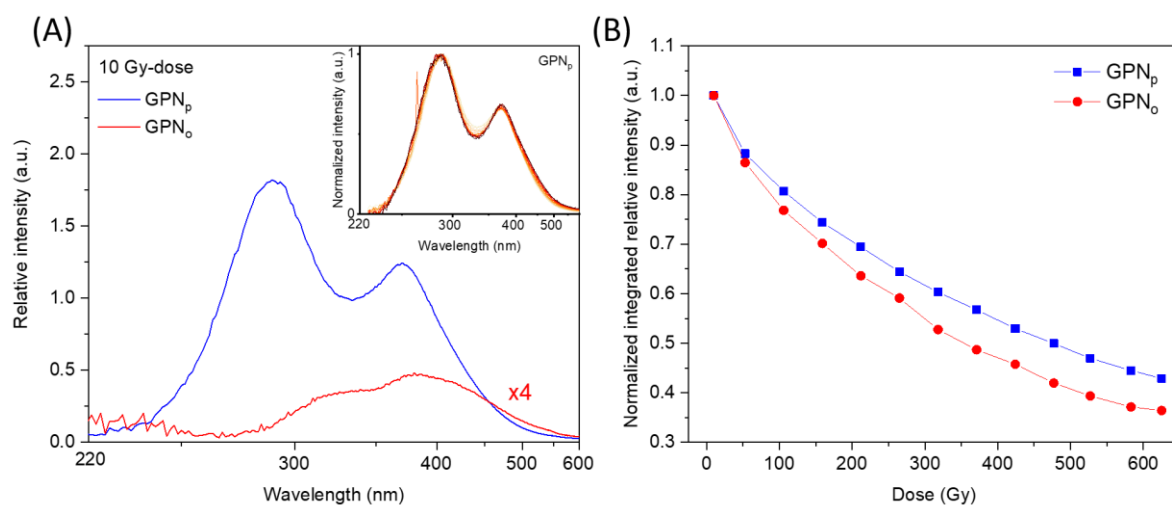 (A)
10 Gy-dose
GPNp
GPNo
x4
Relative intensity (a.u.)
2.5
2.0
1.5
1.0
0.5
0.0
220
300
400
500
600
Wavelength (nm)
GPNp
Normalized intensity (a.u.)
1
0
220
300
400
500
Wavelength (nm)
(B)
GPNp
GPNo
Normalized integrated relative intensity (a.u.)
1.1
1.0
0.9
0.8
0.7
0.6
0.5
0.4
0.3
0
100
200
300
400
500
600
Dose (Gy)